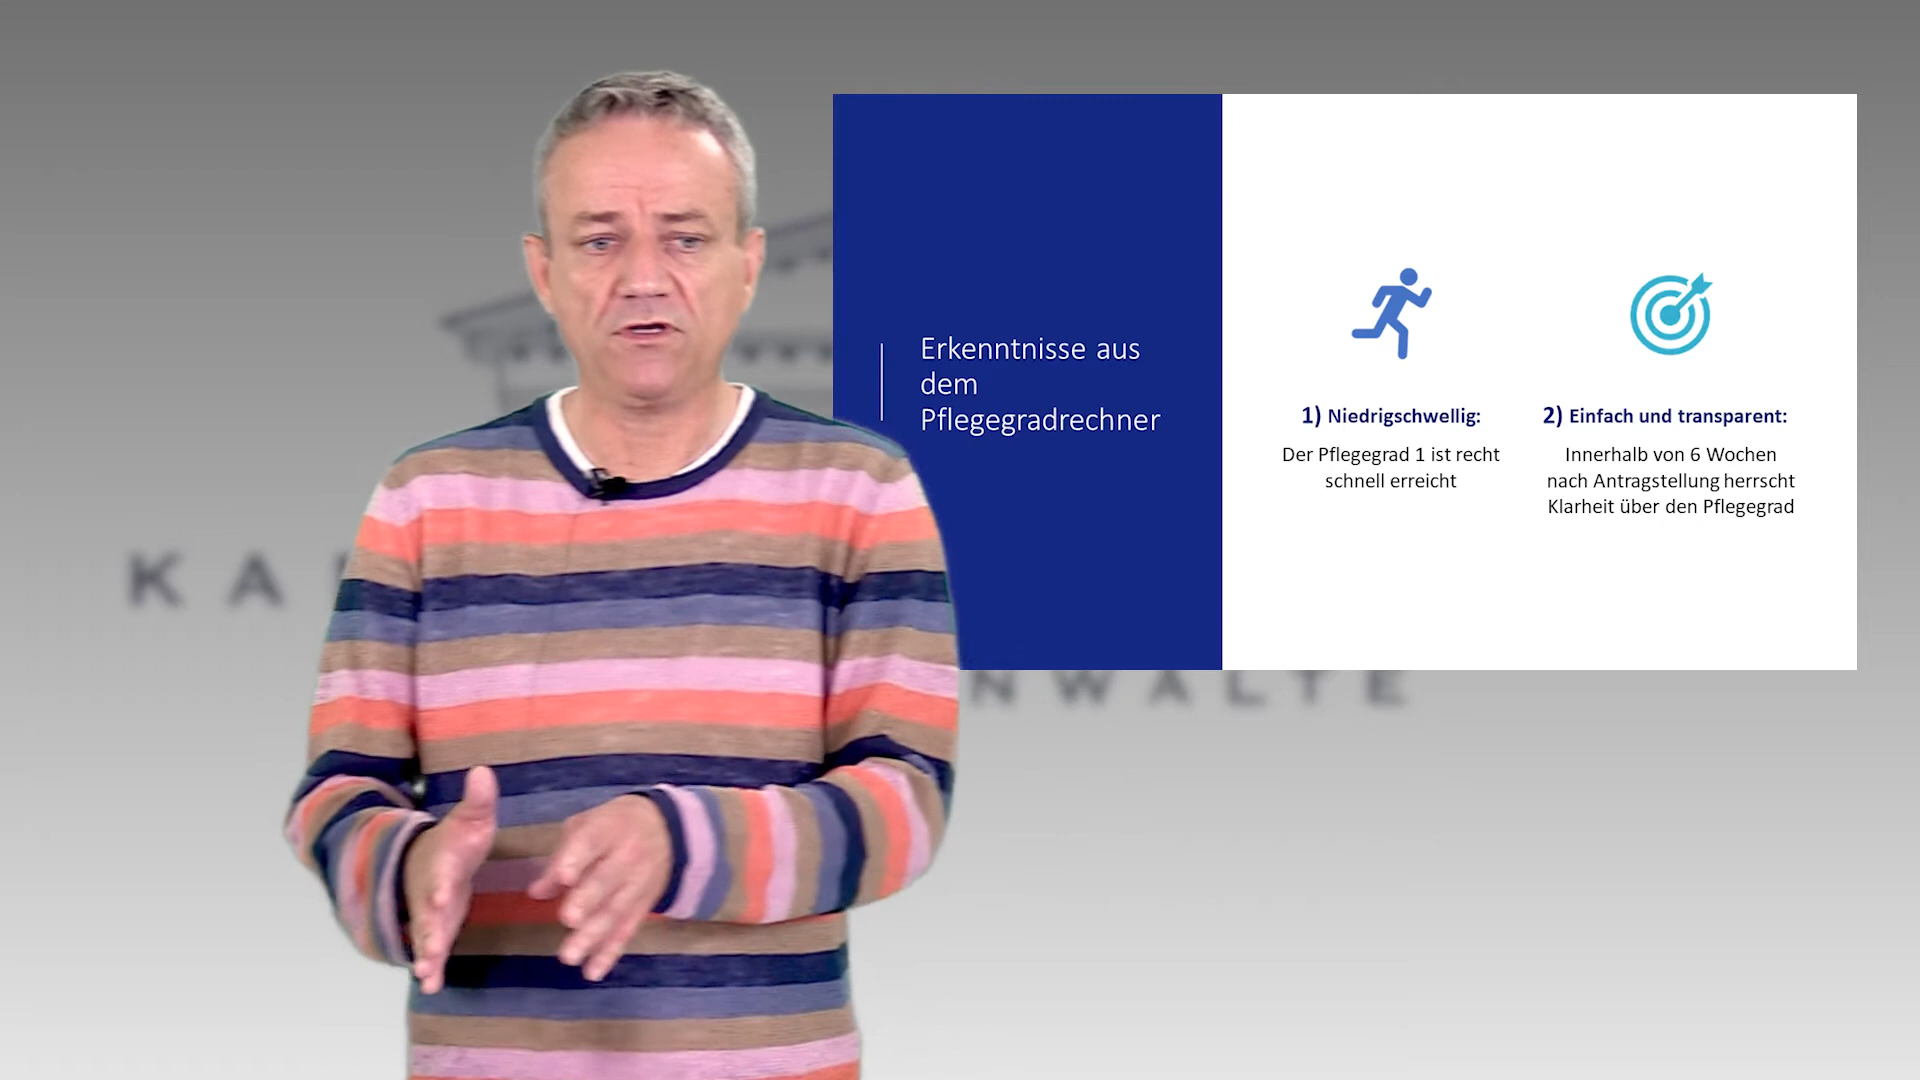 Erkenntnisse aus
dem
Pflegegradrechner
1) Niedrigschwellig:
Der Pflegegrad 1 ist recht
schnell erreicht
2) Einfach und transparent:
Innerhalb von 6 Wochen
nach Antragstellung herrscht
Klarheit über den Pflegegrad